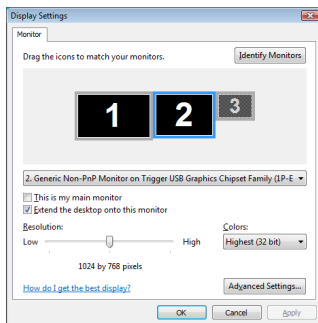 Display Settings
Monitor
Drag the icons to match your monitors.
Identify Monitors
1
2
3
2. Generic Non-PnP Monitor on Trigger USB Graphics Chipset Family (1P-E
This is my main monitor
Extend the desktop onto this monitor
Resolution:
Colors:
Low
High
Highest (32 bit)
1024 by 768 pixels
How do I get the best display?
Advanced Settings...
OK
Cancel
Apply